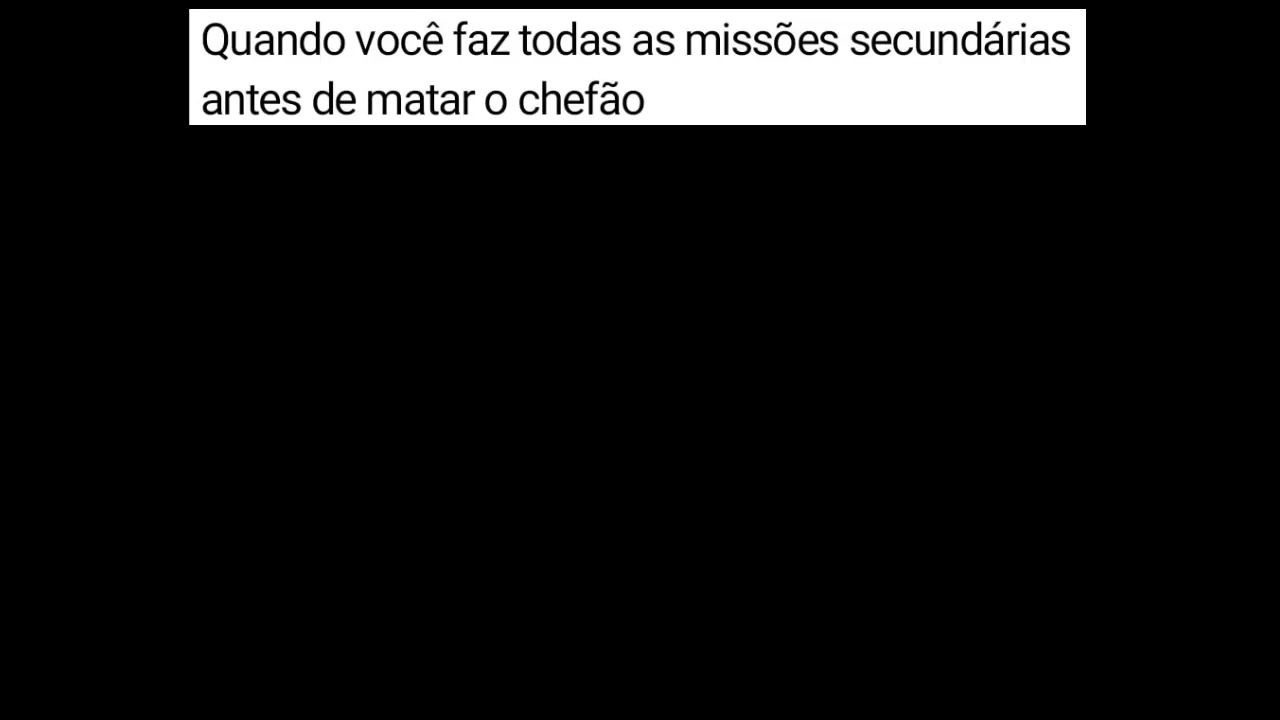 Quando você faz todas as missões secundárias
antes de matar o chefão